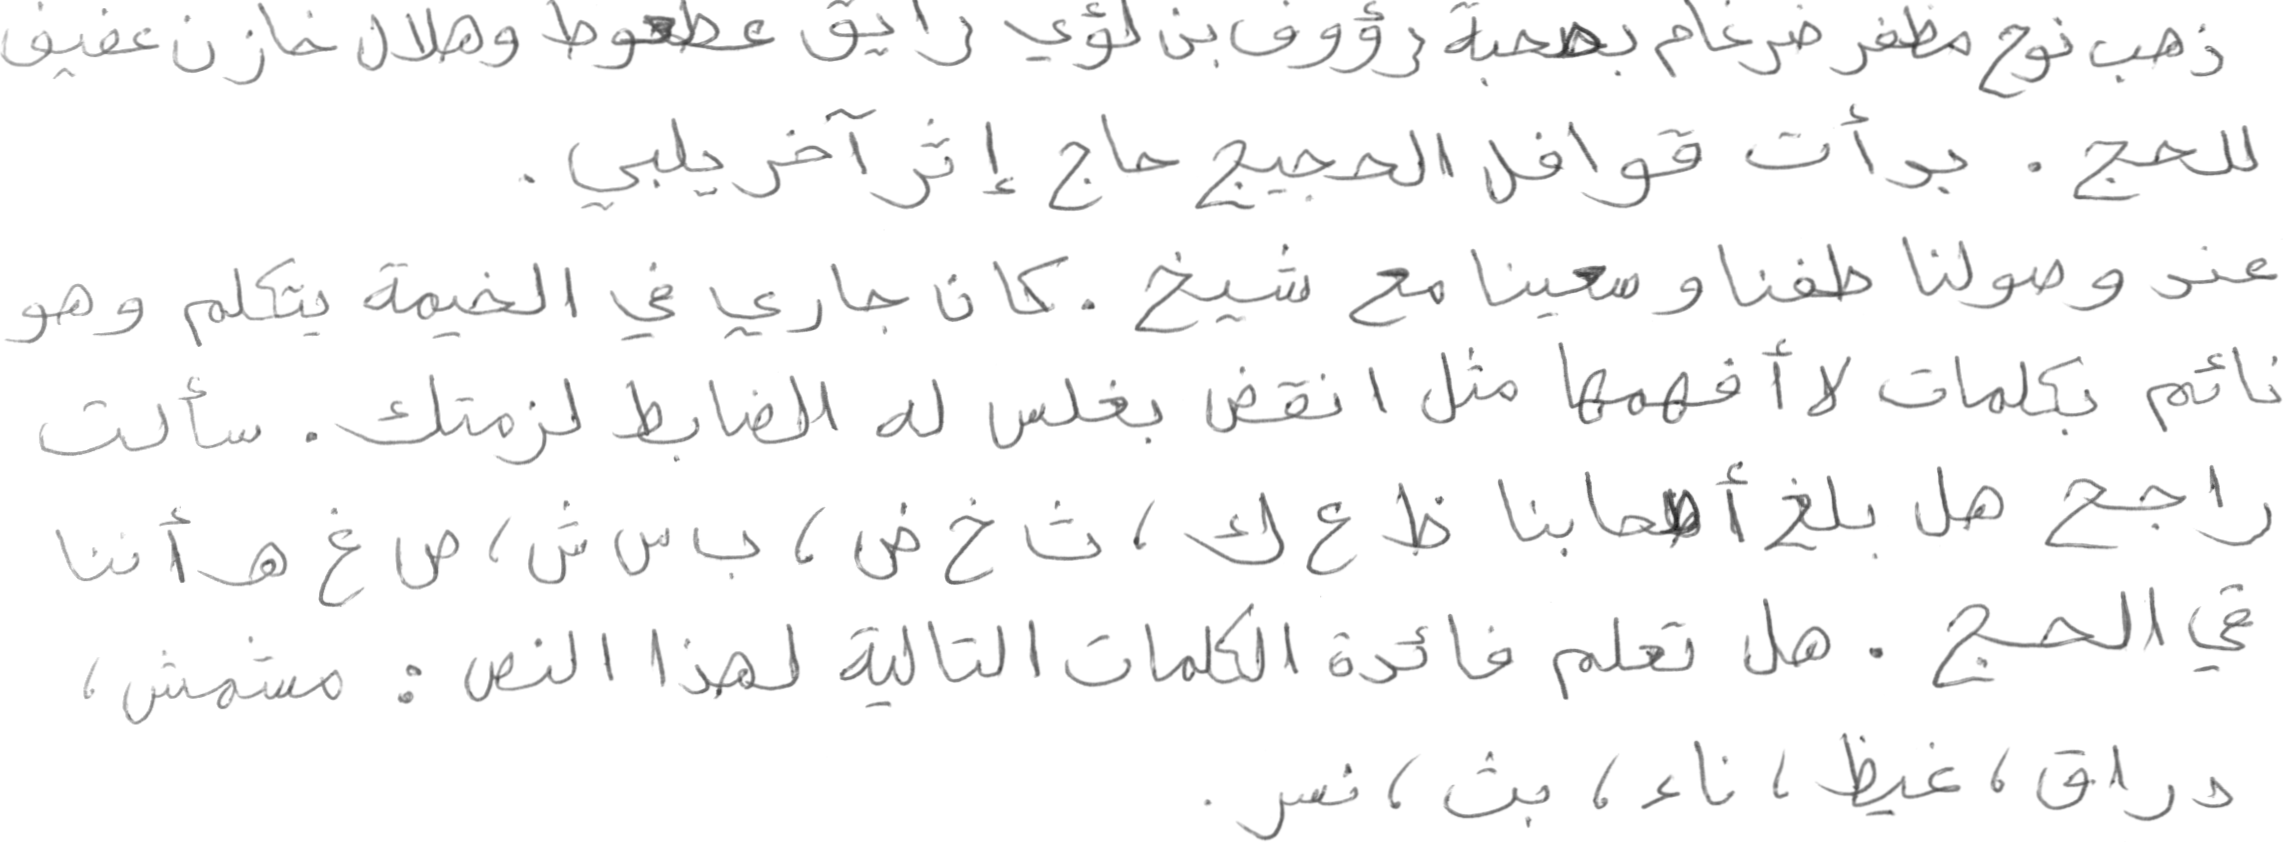 ذهب نوح مظفر ضرغام بصحبة رؤوف بن لؤي رايق عطعوط وهلال خازن عفيف
للحج . بدأت قوافل الحجيج حاج إثر آخر يلبي .
عند وصولنا طفنا وسعينا مع شيخ . كان جاري في الخيمة يتكلم وهو
نائم بكلمات لا أفهمها مثل انقض بغلس له الضابط لزمتك . سألت
راجح هل بلغ أصحابنا ظ ع ك ، ث خ ض ، ب س ش ، ص غ هـ أننا
في الحج . هل تعلم فائدة الكلمات التالية لهذا النص : مشمش ،
دراق ، غيظ ، ناء ، بث ، نسر .